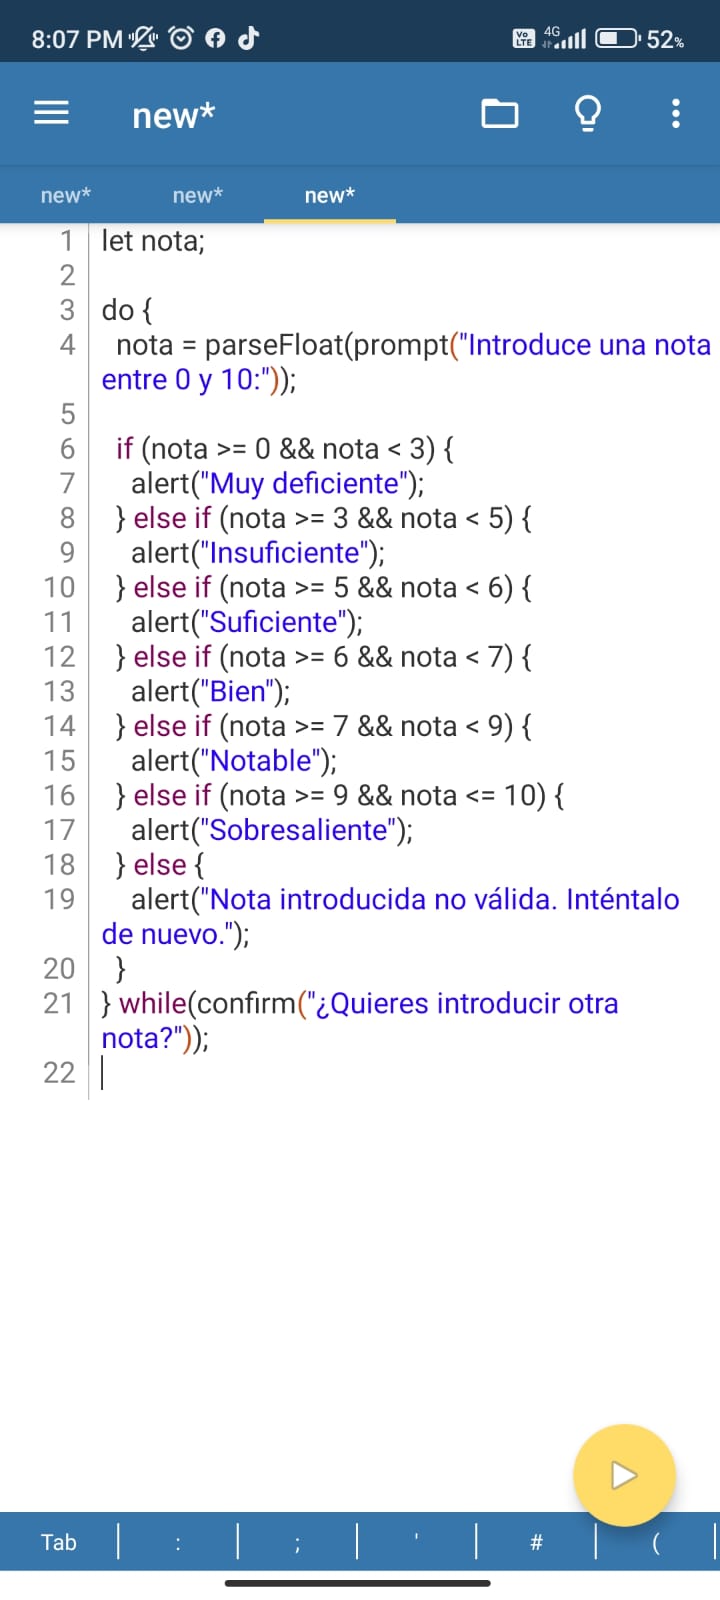 8:07 PM
Vo LTE 4G 52%
new*
new* new* new*
1 let nota;
2
3 do {
4 nota = parseFloat(prompt("Introduce una nota
entre 0 y 10:"));
5
6 if (nota >= 0 && nota < 3) {
7 alert("Muy deficiente");
8 } else if (nota >= 3 && nota < 5) {
9 alert("Insuficiente");
10 } else if (nota >= 5 && nota < 6) {
11 alert("Suficiente");
12 } else if (nota >= 6 && nota < 7) {
13 alert("Bien");
14 } else if (nota >= 7 && nota < 9) {
15 alert("Notable");
16 } else if (nota >= 9 && nota <= 10) {
17 alert("Sobresaliente");
18 } else {
19 alert("Nota introducida no válida. Inténtalo
de nuevo.");
20 }
21 } while(confirm("¿Quieres introducir otra
nota?"));
22
Tab : ; ' # (